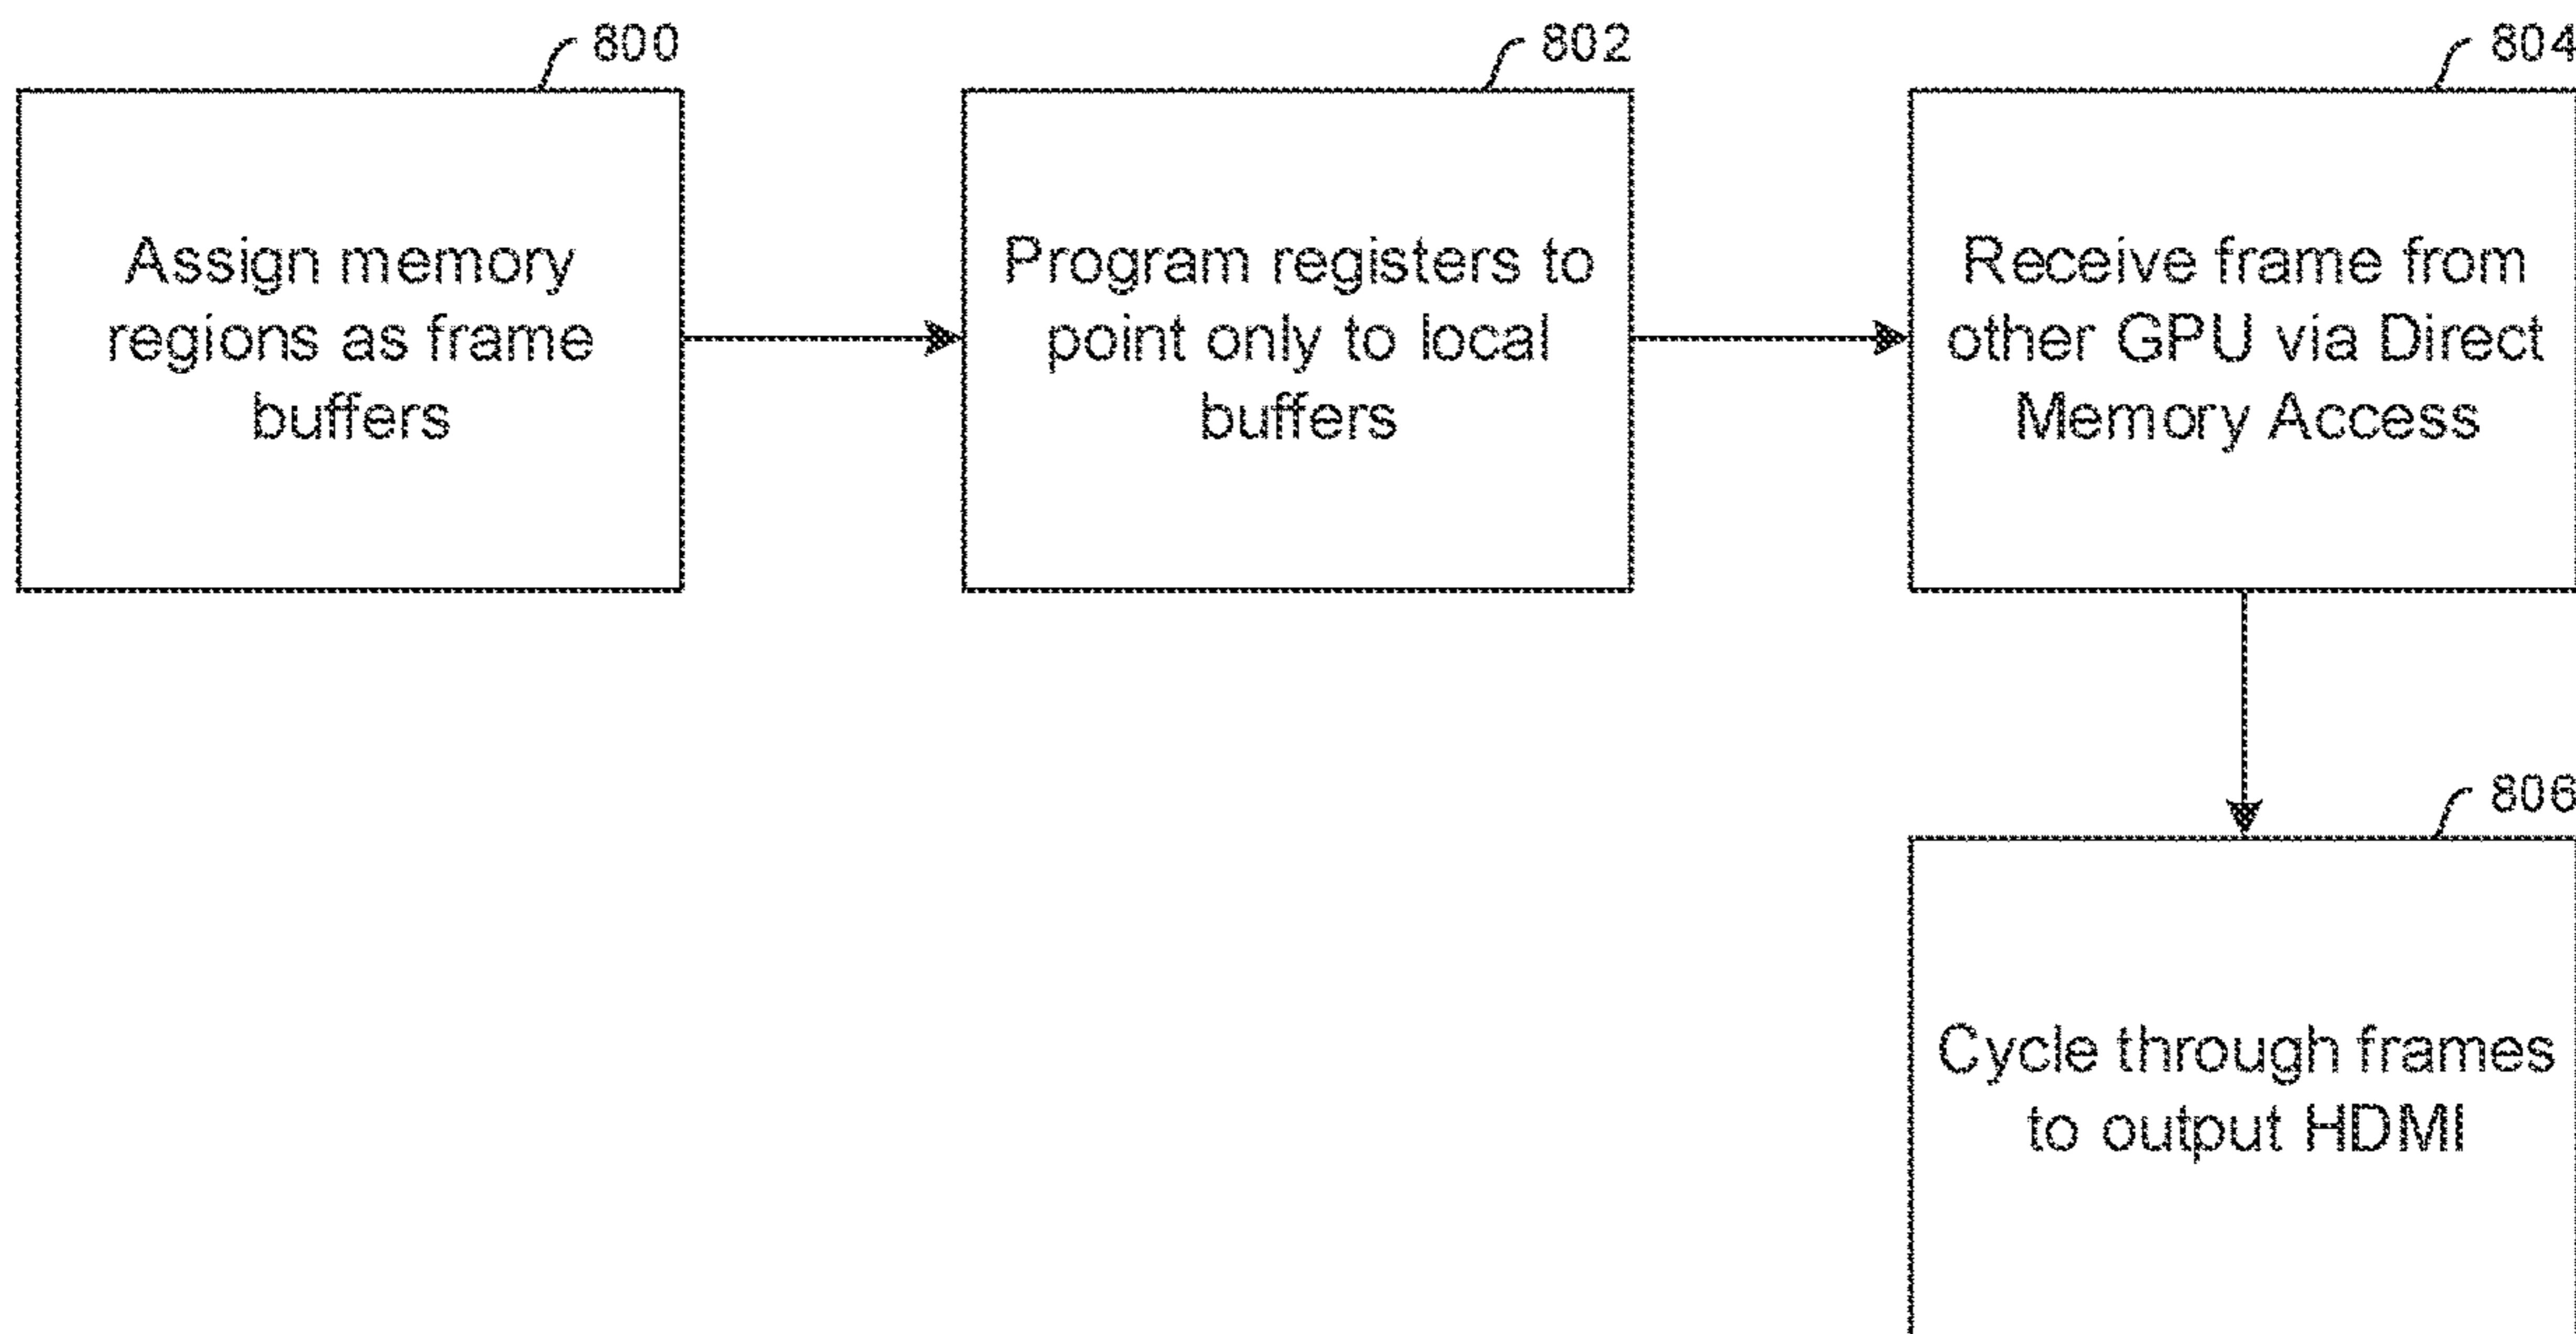 800
802
804
Assign memory
regions as frame
buffers
Program registers to
point only to local
buffers
Receive frame from
other GPU via Direct
Memory Access
806
Cycle through frames
to output HDMI